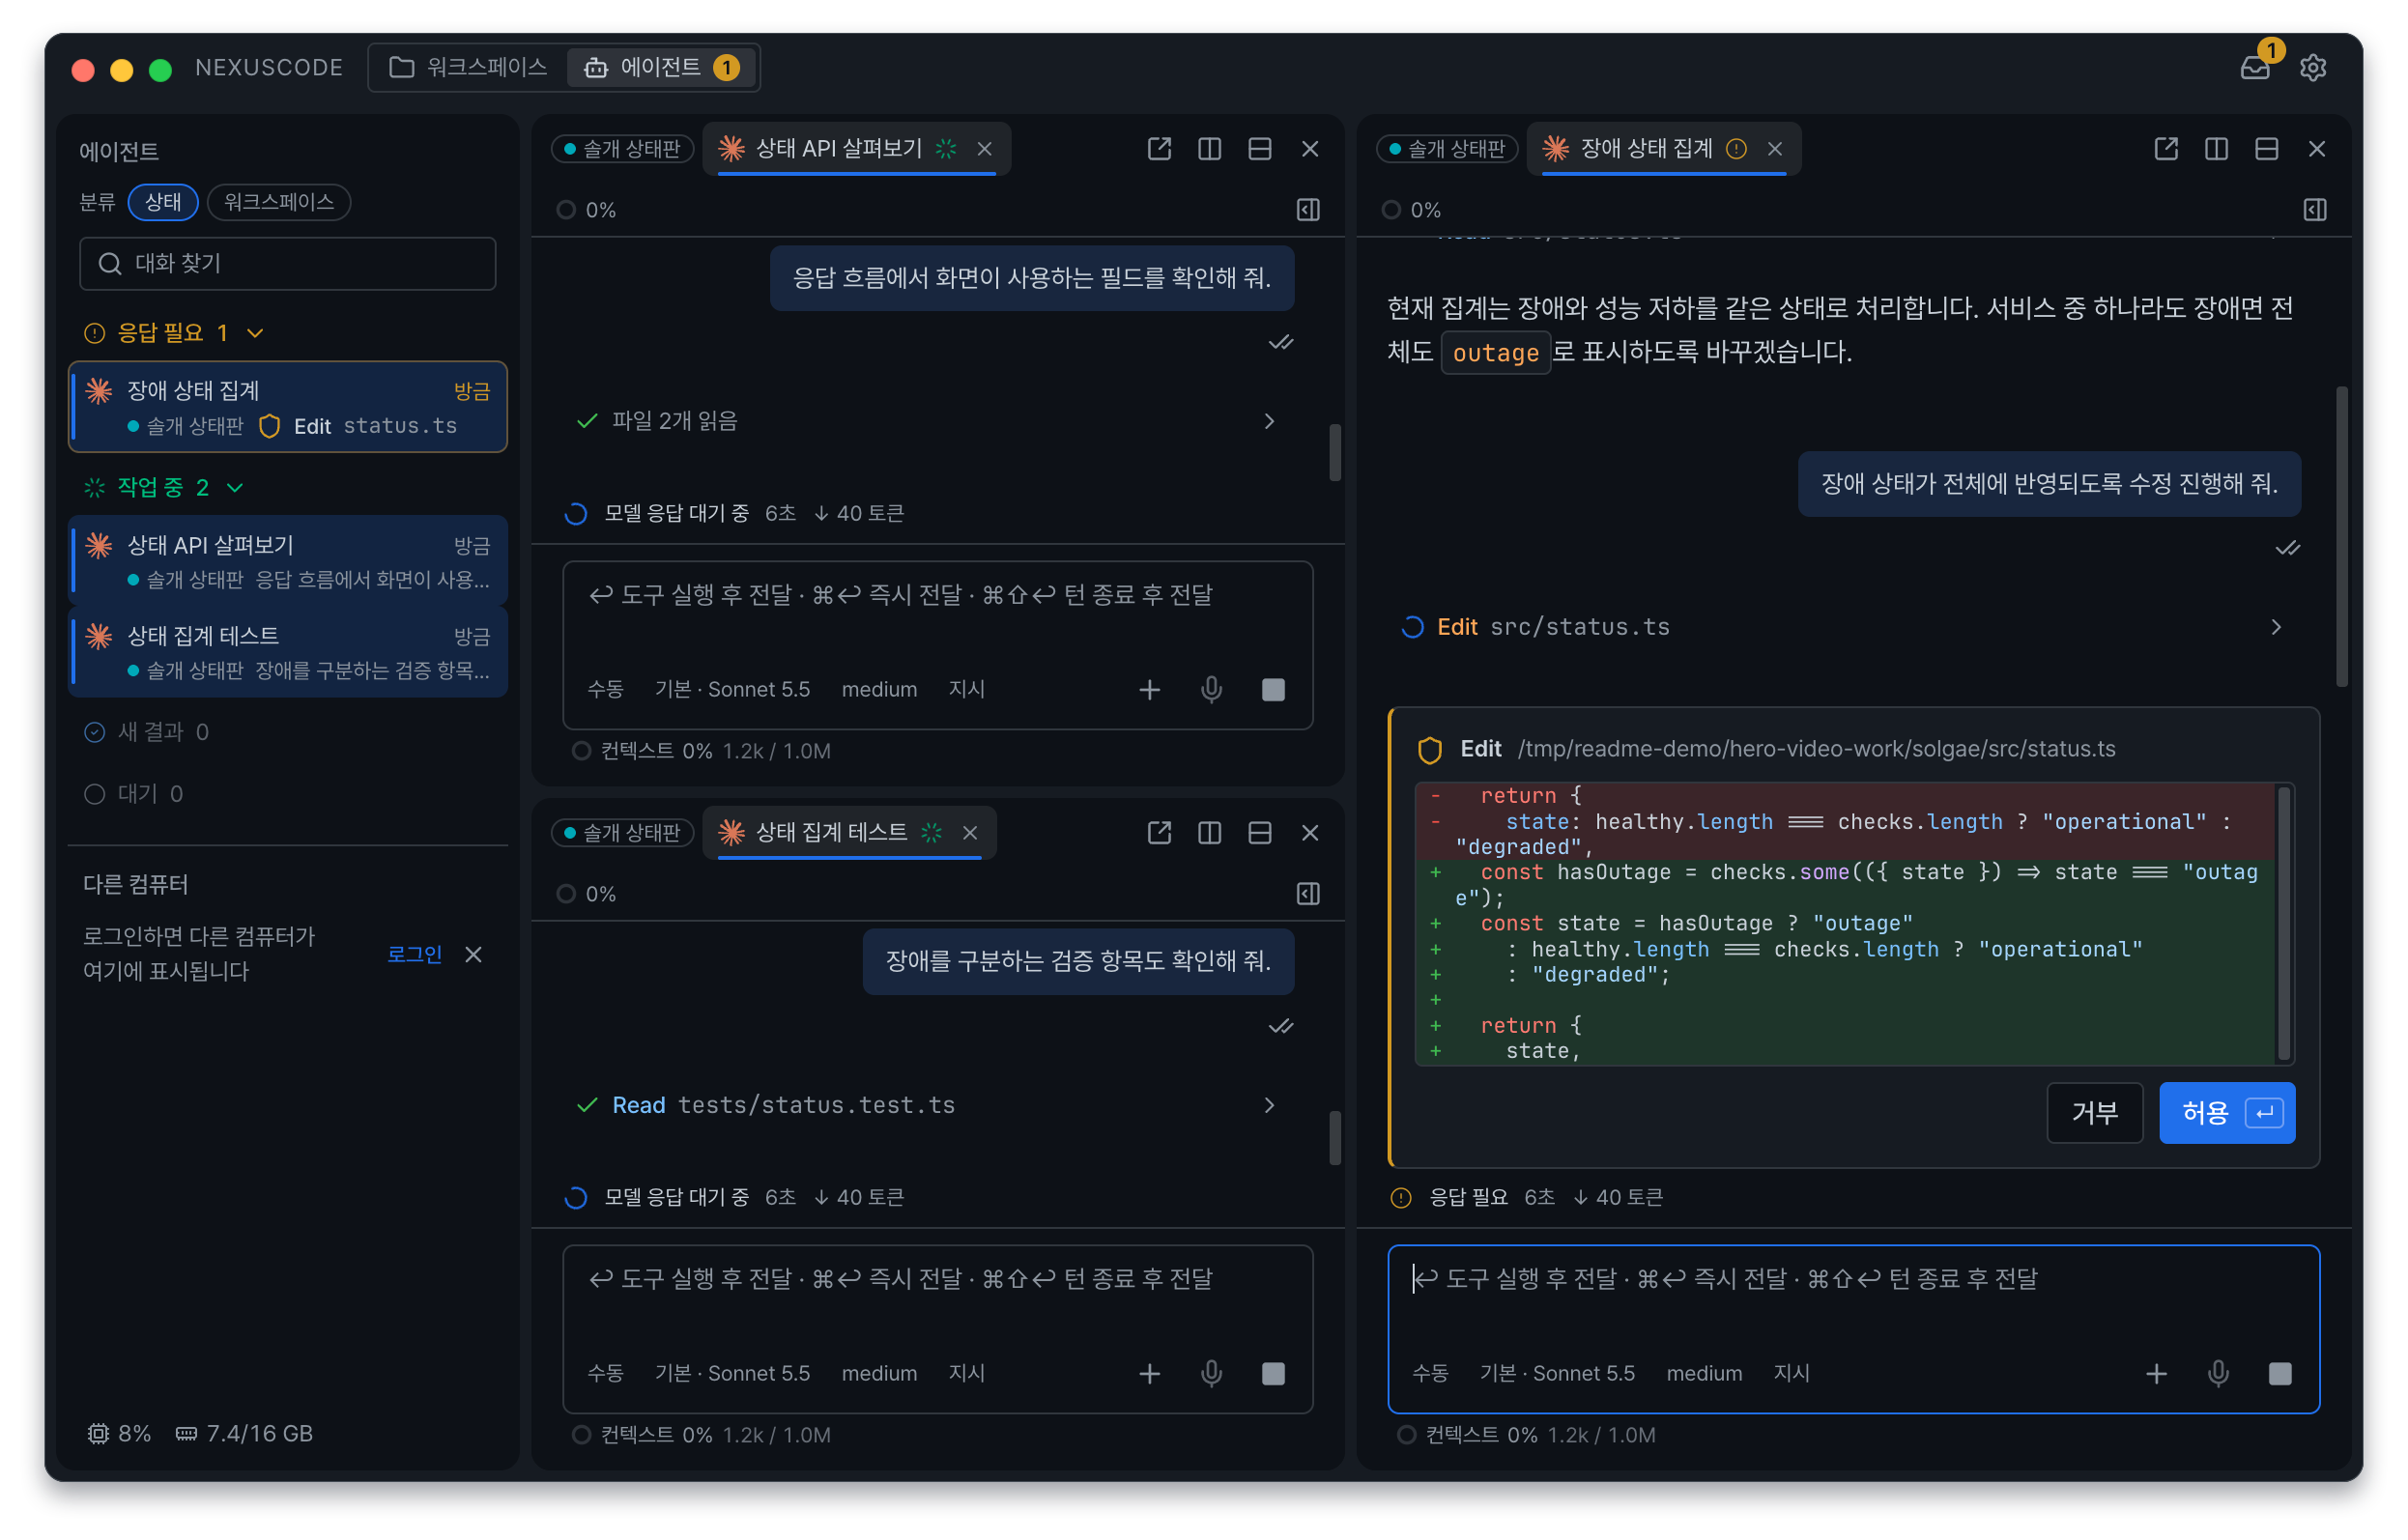 NEXUSCODE
워크스페이스
에이전트 1
1
에이전트
분류 상태 워크스페이스
대화 찾기
응답 필요 1
장애 상태 집계 방금
솔개 상태판 Edit status.ts
작업 중 2
상태 API 살펴보기 방금
솔개 상태판 응답 흐름에서 화면이 사용...
상태 집계 테스트 방금
솔개 상태판 장애를 구분하는 검증 항목...
새 결과 0
대기 0
다른 컴퓨터
로그인하면 다른 컴퓨터가
여기에 표시됩니다
로그인
8% 7.4/16 GB
솔개 상태판 상태 API 살펴보기
0%
응답 흐름에서 화면이 사용하는 필드를 확인해 줘.
파일 2개 읽음
모델 응답 대기 중 6초 ↓ 40 토큰
↩ 도구 실행 후 전달 · ⌘↩ 즉시 전달 · ⌘⇧↩ 턴 종료 후 전달
수동 기본 · Sonnet 5.5 medium 지시
컨텍스트 0% 1.2k / 1.0M
솔개 상태판 상태 집계 테스트
0%
장애를 구분하는 검증 항목도 확인해 줘.
Read tests/status.test.ts
모델 응답 대기 중 6초 ↓ 40 토큰
↩ 도구 실행 후 전달 · ⌘↩ 즉시 전달 · ⌘⇧↩ 턴 종료 후 전달
수동 기본 · Sonnet 5.5 medium 지시
컨텍스트 0% 1.2k / 1.0M
솔개 상태판 장애 상태 집계
0%
현재 집계는 장애와 성능 저하를 같은 상태로 처리합니다. 서비스 중 하나라도 장애면 전
체도 outage로 표시하도록 바꾸겠습니다.
장애 상태가 전체에 반영되도록 수정 진행해 줘.
Edit src/status.ts
Edit /tmp/readme-demo/hero-video-work/solgae/src/status.ts
- return {
- state: healthy.length === checks.length ? "operational" :
"degraded",
+ const hasOutage = checks.some(({ state }) => state === "outag
e");
+ const state = hasOutage ? "outage"
+ : healthy.length === checks.length ? "operational"
+ : "degraded";
+
+ return {
+ state,
거부 허용 ↵
응답 필요 6초 ↓ 40 토큰
↩ 도구 실행 후 전달 · ⌘↩ 즉시 전달 · ⌘⇧↩ 턴 종료 후 전달
수동 기본 · Sonnet 5.5 medium 지시
컨텍스트 0% 1.2k / 1.0M